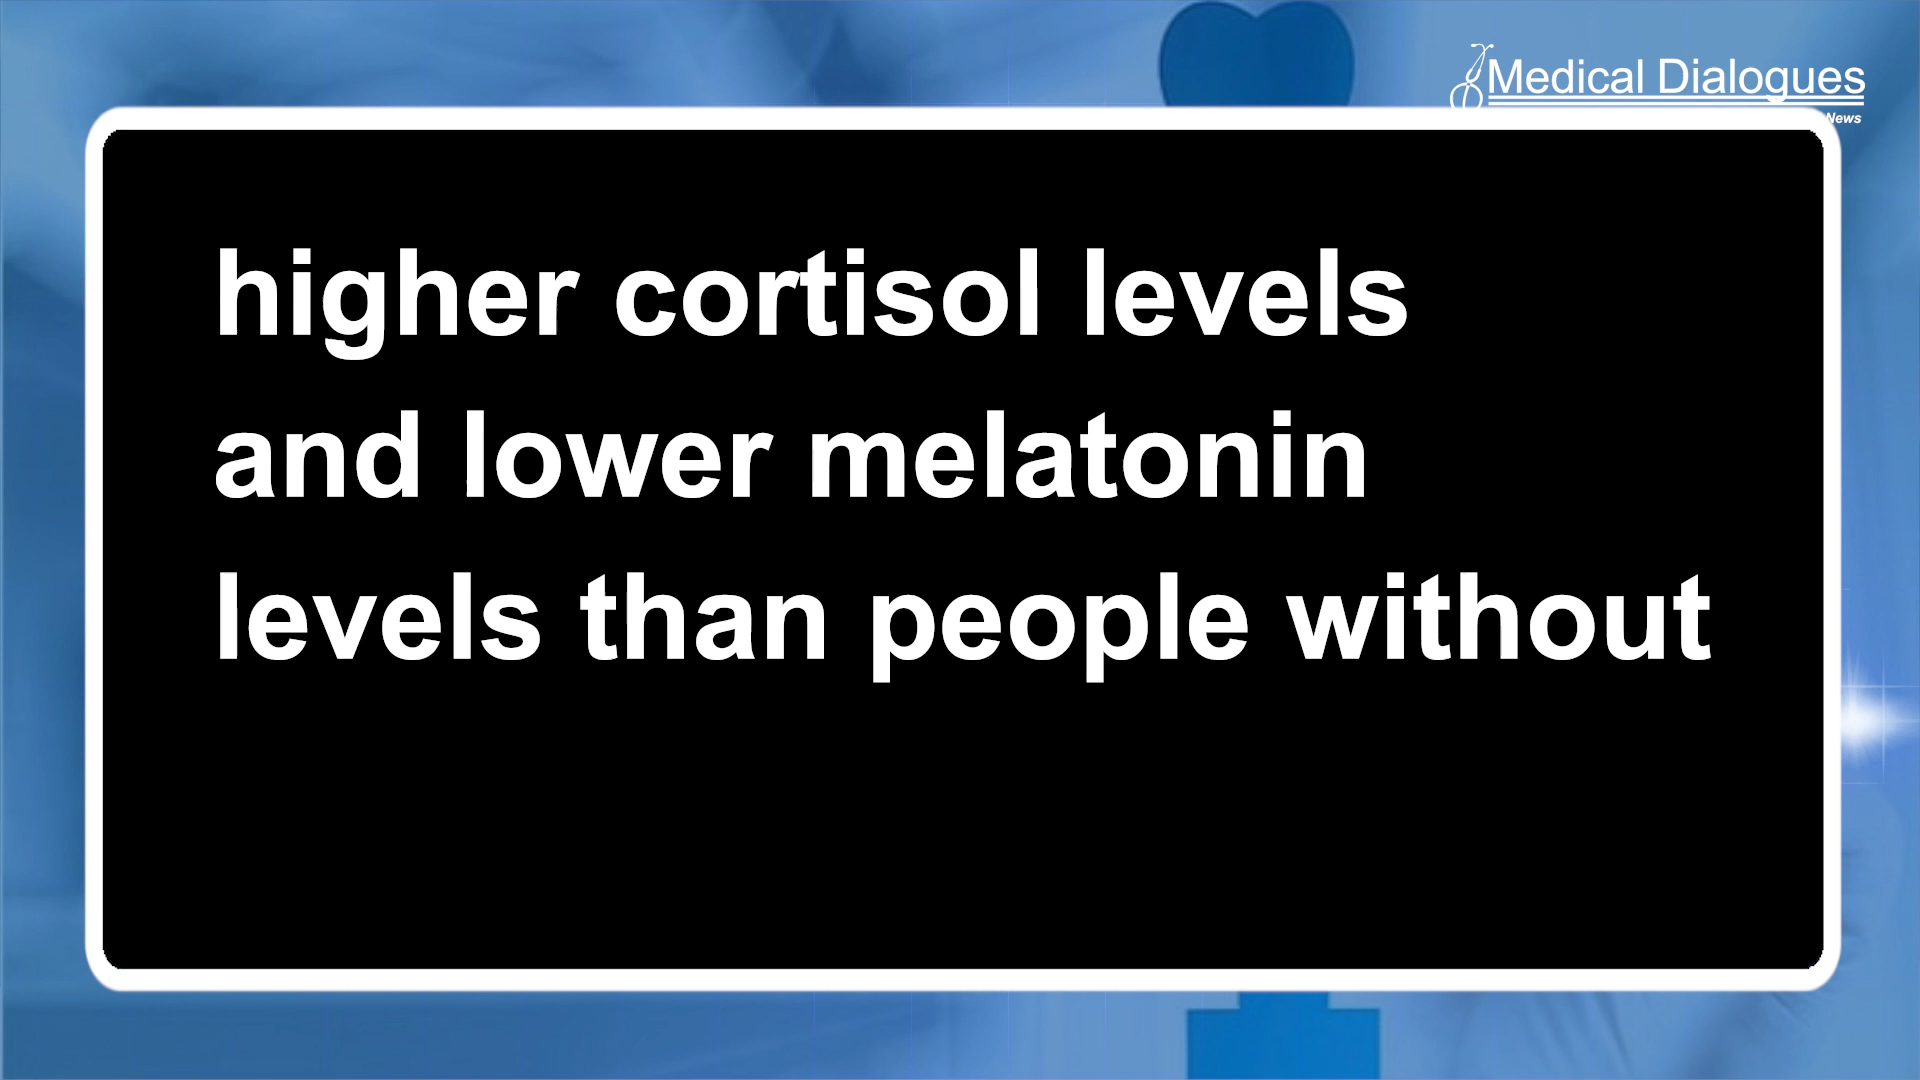 Medical Dialogues
News
higher cortisol levels
and lower melatonin
levels than people without